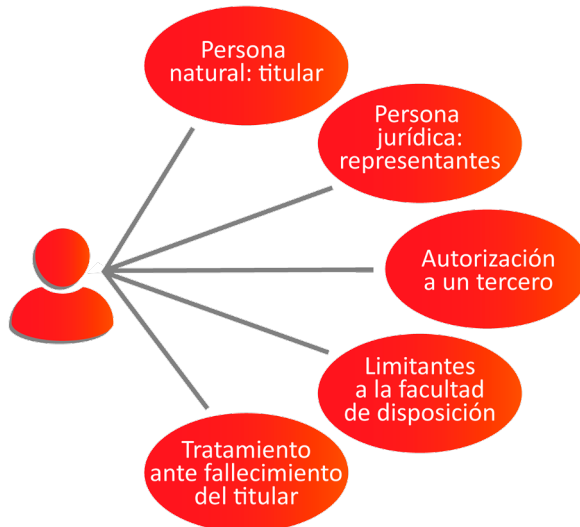 Persona
natural: titular
Persona
jurídica:
representantes
Autorización
a un tercero
Limitantes
a la facultad
de disposición
Tratamiento
ante fallecimiento
del titular